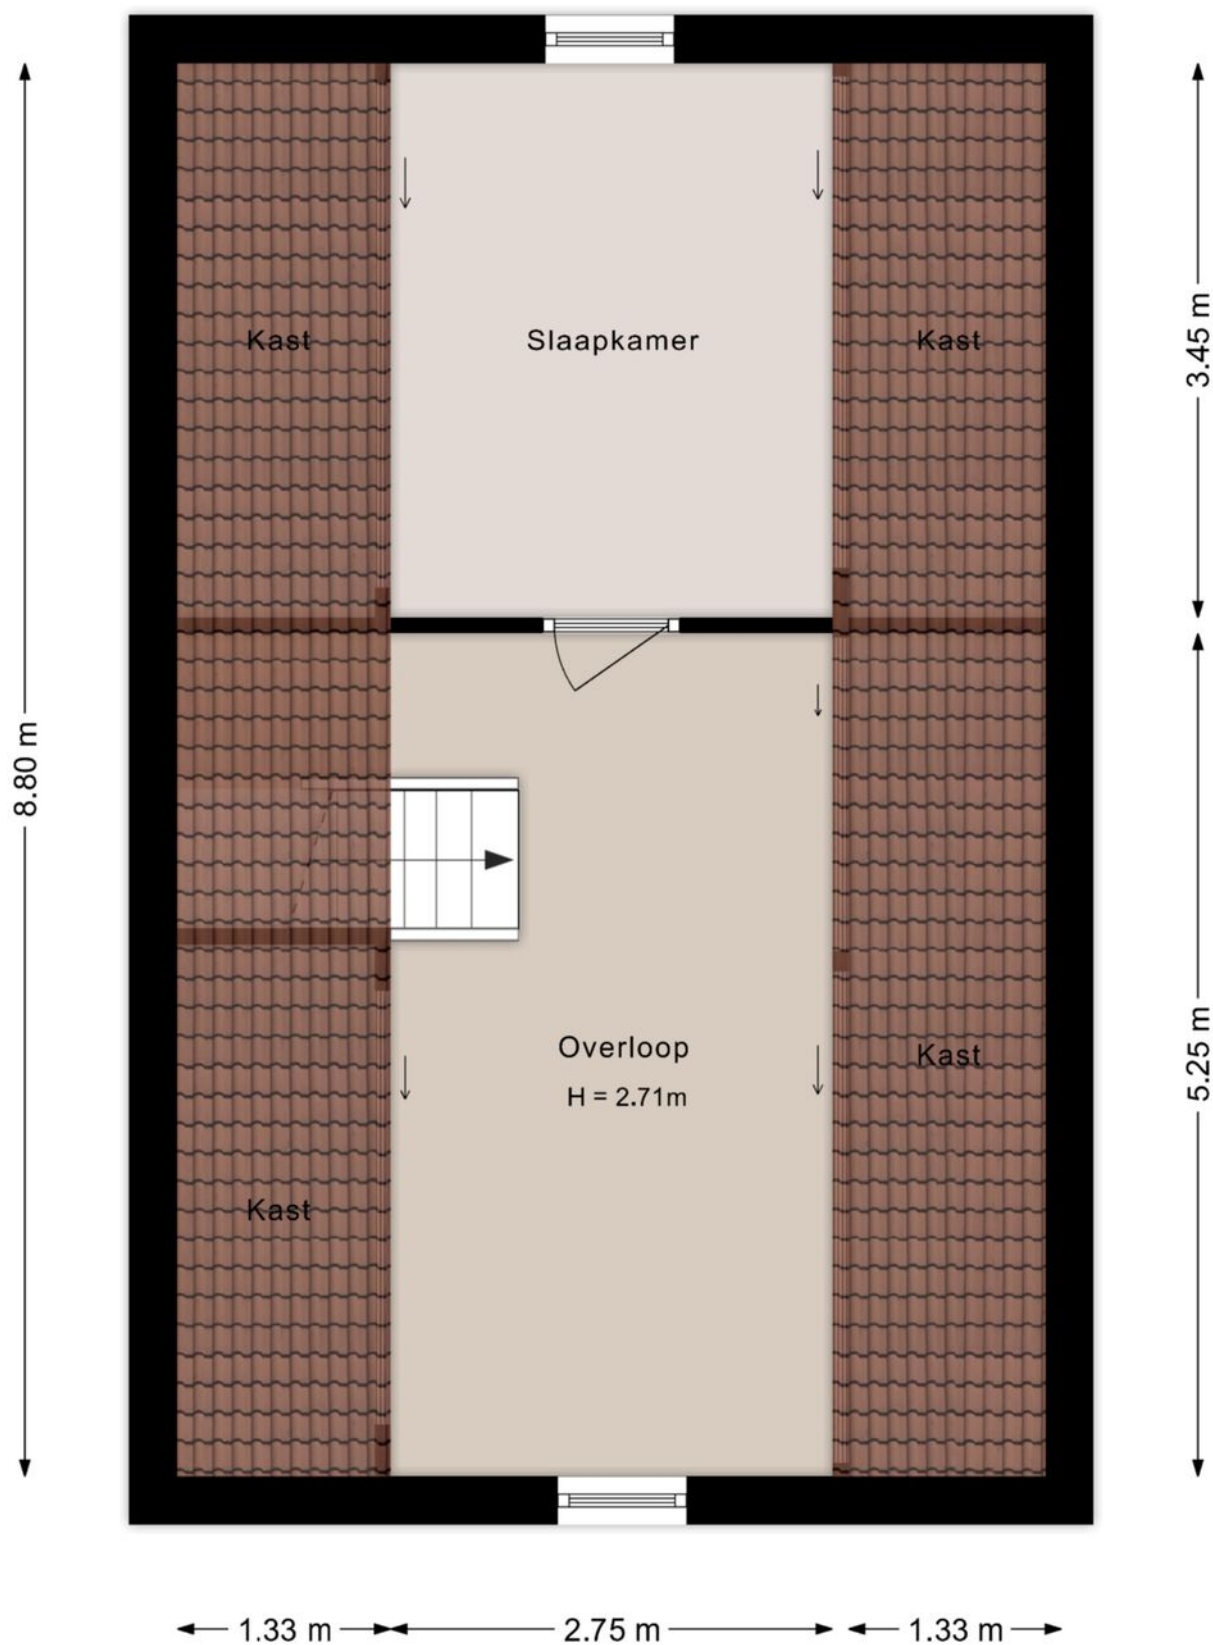 Kast
Slaapkamer
Kast
3.45 m
8.80 m
Overloop
H = 2.71m
Kast
5.25 m
Kast
1.33 m
2.75 m
1.33 m